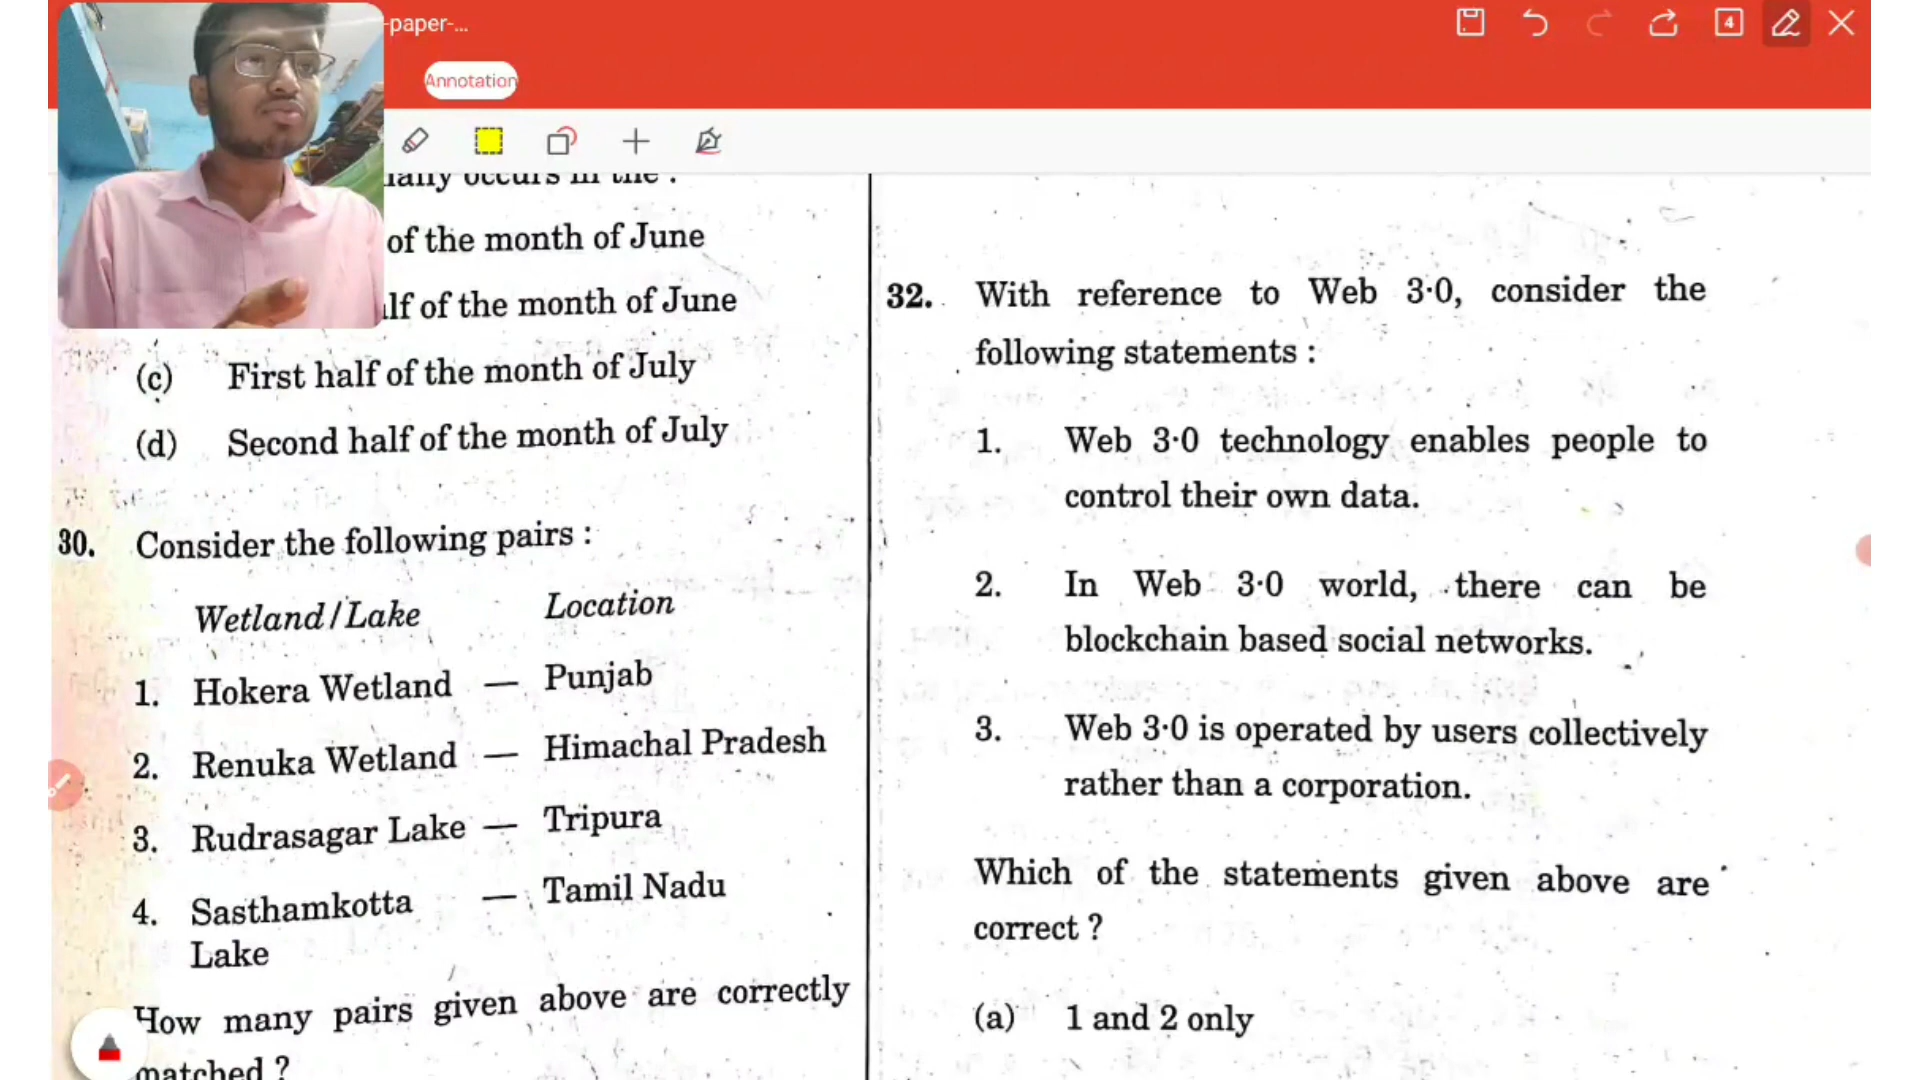 -paper-...
4
Annotation
occurs in the :
of the month of June
lf of the month of June
(c) First half of the month of July
(d) Second half of the month of July
30. Consider the following pairs :
Wetland / Lake Location
1. Hokera Wetland — Punjab
2. Renuka Wetland — Himachal Pradesh
3. Rudrasagar Lake — Tripura
4. Sasthamkotta — Tamil Nadu
Lake
How many pairs given above are correctly
matched ?
32. With reference to Web 3·0, consider the
following statements :
1. Web 3·0 technology enables people to
control their own data.
2. In Web 3·0 world, there can be
blockchain based social networks.
3. Web 3·0 is operated by users collectively
rather than a corporation.
Which of the statements given above are
correct ?
(a) 1 and 2 only